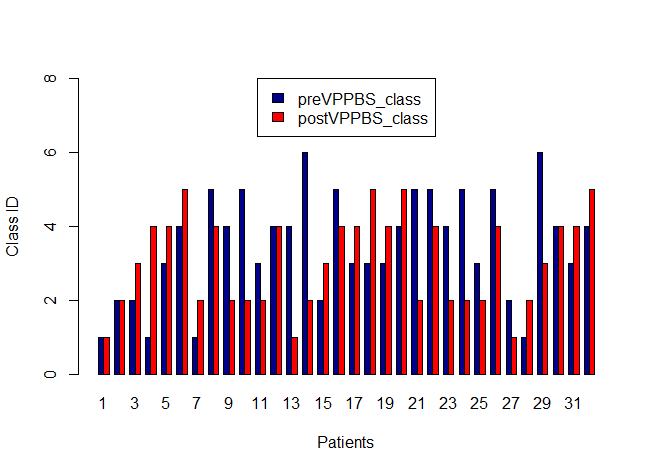 preVPPBS_class
postVPPBS_class
Class ID
8
6
4
2
0
1 3 5 7 9 11 13 15 17 19 21 23 25 27 29 31
Patients